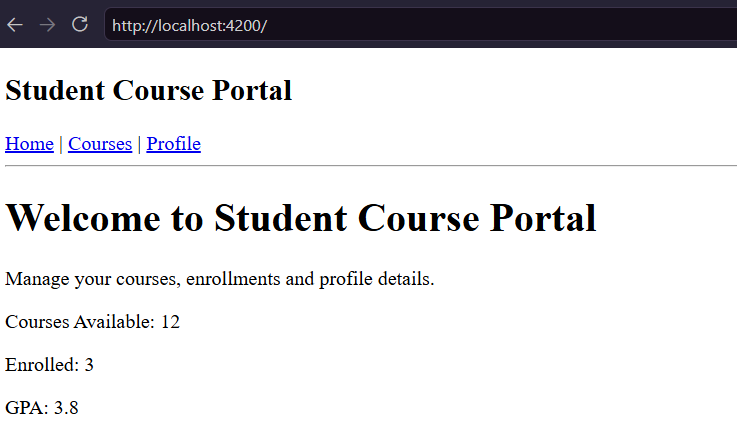 http://localhost:4200/
Student Course Portal
Home | Courses | Profile
Welcome to Student Course Portal
Manage your courses, enrollments and profile details.
Courses Available: 12
Enrolled: 3
GPA: 3.8